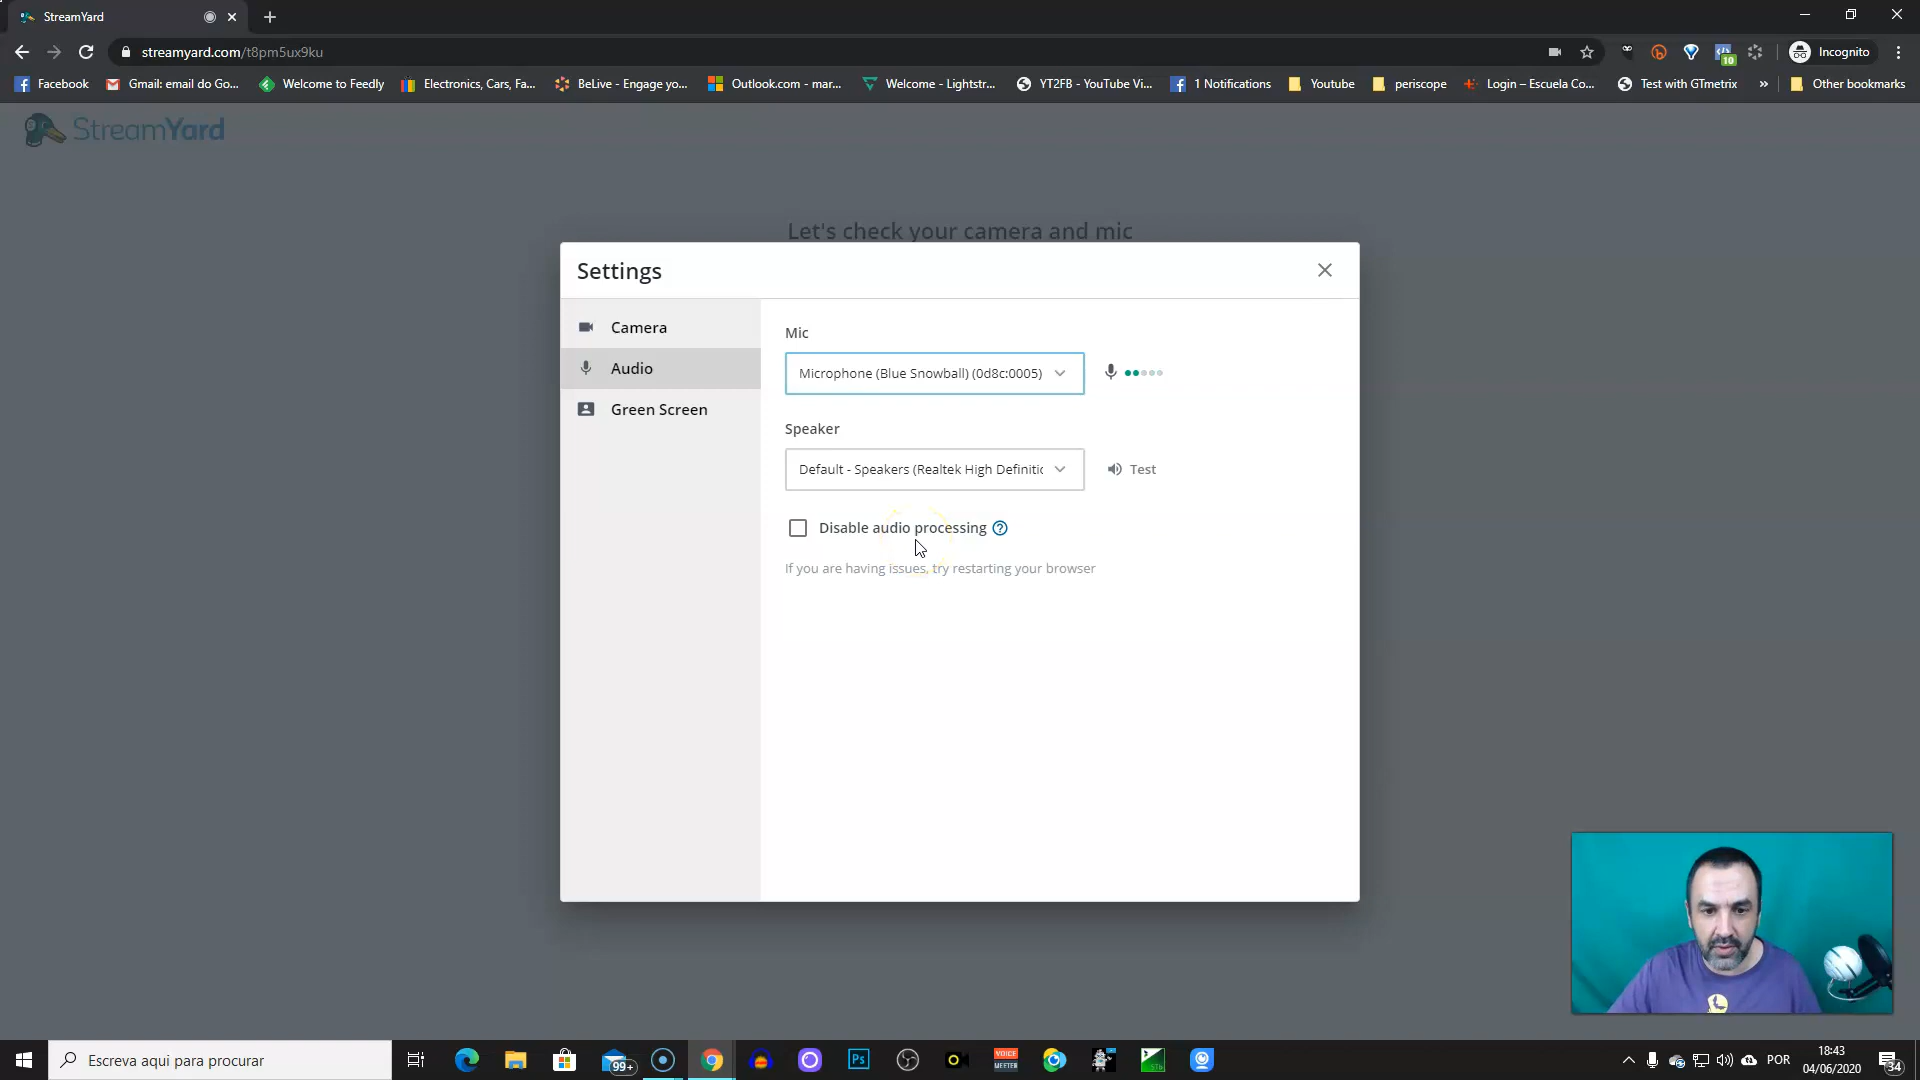 StreamYard
streamyard.com/t8pm5ux9ku
Incognito
Facebook
Gmail: email do Go...
Welcome to Feedly
Electronics, Cars, Fa...
BeLive - Engage yo...
Outlook.com - mar...
Welcome - Lightstr...
YT2FB - YouTube Vi...
1 Notifications
Youtube
periscope
Login – Escuela Co...
Test with GTmetrix
»
Other bookmarks
10
StreamYard
Let's check your camera and mic
Settings
Camera
Audio
Green Screen
Mic
Microphone (Blue Snowball) (0d8c:0005)
Speaker
Default - Speakers (Realtek High Definitic
Test
Disable audio processing
If you are having issues, try restarting your browser
Escreva aqui para procurar
99+
Ps
VOICE
MEETER
POR
18:43
04/06/2020
34